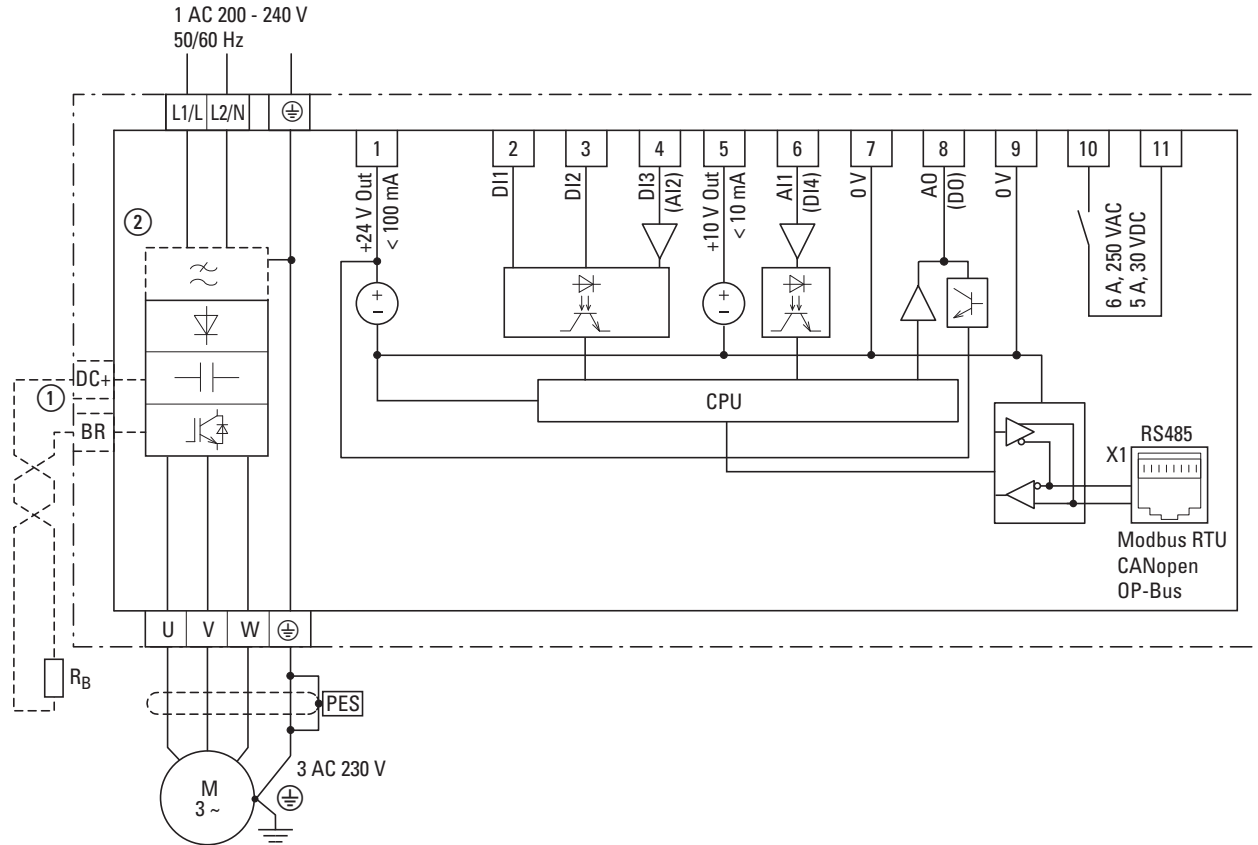 1 AC 200 - 240 V
50/60 Hz
L1/L L2/N
1 2 3 4 5 6 7 8 9 10 11
+24 V Out
< 100 mA
DI1
DI2
DI3
(AI2)
+10 V Out
< 10 mA
AI1
(DI4)
0 V
AO
(DO)
0 V
6 A, 250 VAC
5 A, 30 VDC
2
+
-
+
-
DC+
1
BR
CPU
RS485
X1
Modbus RTU
CANopen
OP-Bus
U V W
RB
PES
3 AC 230 V
M
3 ~